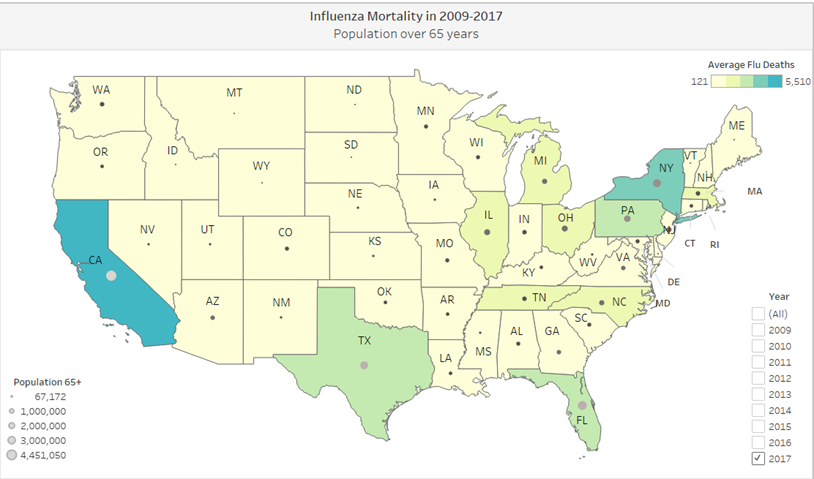 Influenza Mortality in 2009-2017
Population over 65 years
Average Flu Deaths
121 5,510
WA
MT
ND
MN
ME
OR
ID
SD
WI
MI
VT
NH
NY
MA
WY
IA
NE
PA
IL
IN
OH
NJ
CT
RI
NV
UT
CO
KS
MO
KY
WV
VA
DE
MD
CA
AZ
NM
OK
AR
TN
NC
SC
TX
LA
MS
AL
GA
FL
Year
(All)
2009
2010
2011
2012
2013
2014
2015
2016
2017
Population 65+
67,172
1,000,000
2,000,000
3,000,000
4,451,050